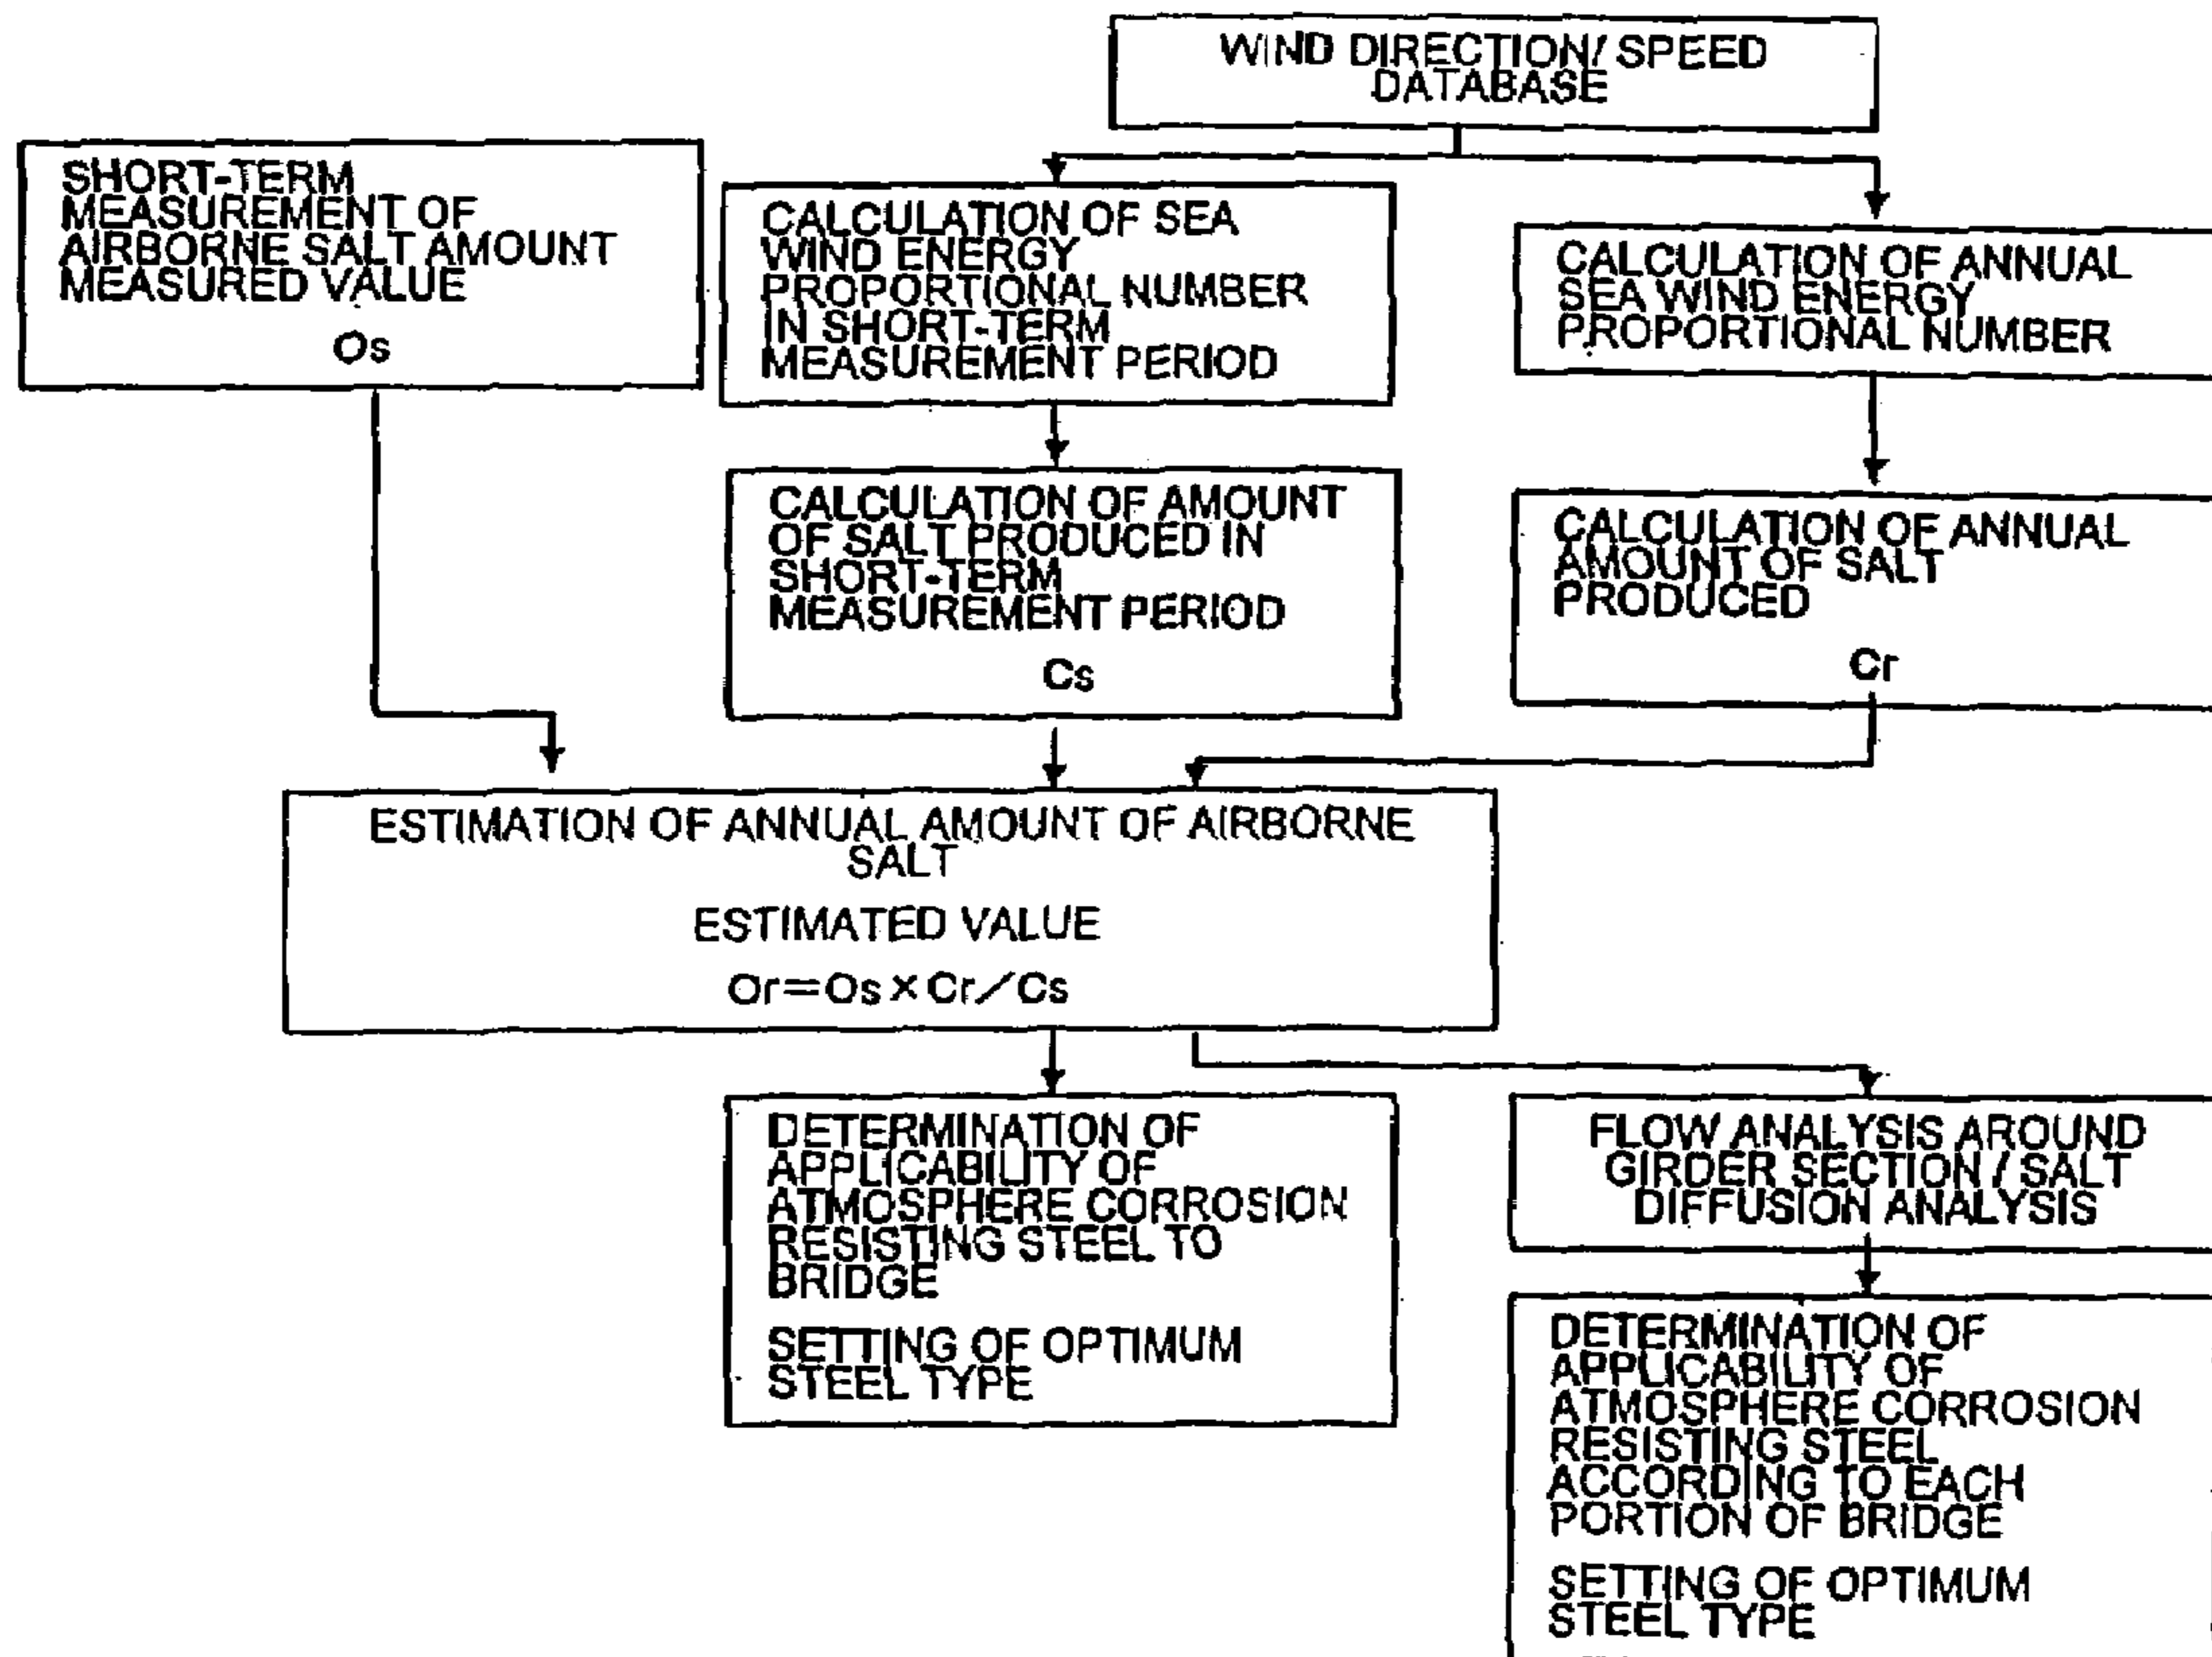 WIND DIRECTION/ SPEED
DATABASE
SHORT-TERM
MEASUREMENT OF
AIRBORNE SALT AMOUNT
MEASURED VALUE
Os
CALCULATION OF SEA
WIND ENERGY
PROPORTIONAL NUMBER
IN SHORT-TERM
MEASUREMENT PERIOD
CALCULATION OF ANNUAL
SEA WIND ENERGY
PROPORTIONAL NUMBER
CALCULATION OF AMOUNT
OF SALT PRODUCED IN
SHORT-TERM
MEASUREMENT PERIOD
Cs
CALCULATION OF ANNUAL
AMOUNT OF SALT
PRODUCED
Cr
ESTIMATION OF ANNUAL AMOUNT OF AIRBORNE
SALT
ESTIMATED VALUE
Or=Os×Cr/Cs
DETERMINATION OF
APPLICABILITY OF
ATMOSPHERE CORROSION
RESISTING STEEL TO
BRIDGE
SETTING OF OPTIMUM
STEEL TYPE
FLOW ANALYSIS AROUND
GIRDER SECTION / SALT
DIFFUSION ANALYSIS
DETERMINATION OF
APPLICABILITY OF
ATMOSPHERE CORROSION
RESISTING STEEL
ACCORDING TO EACH
PORTION OF BRIDGE
SETTING OF OPTIMUM
STEEL TYPE